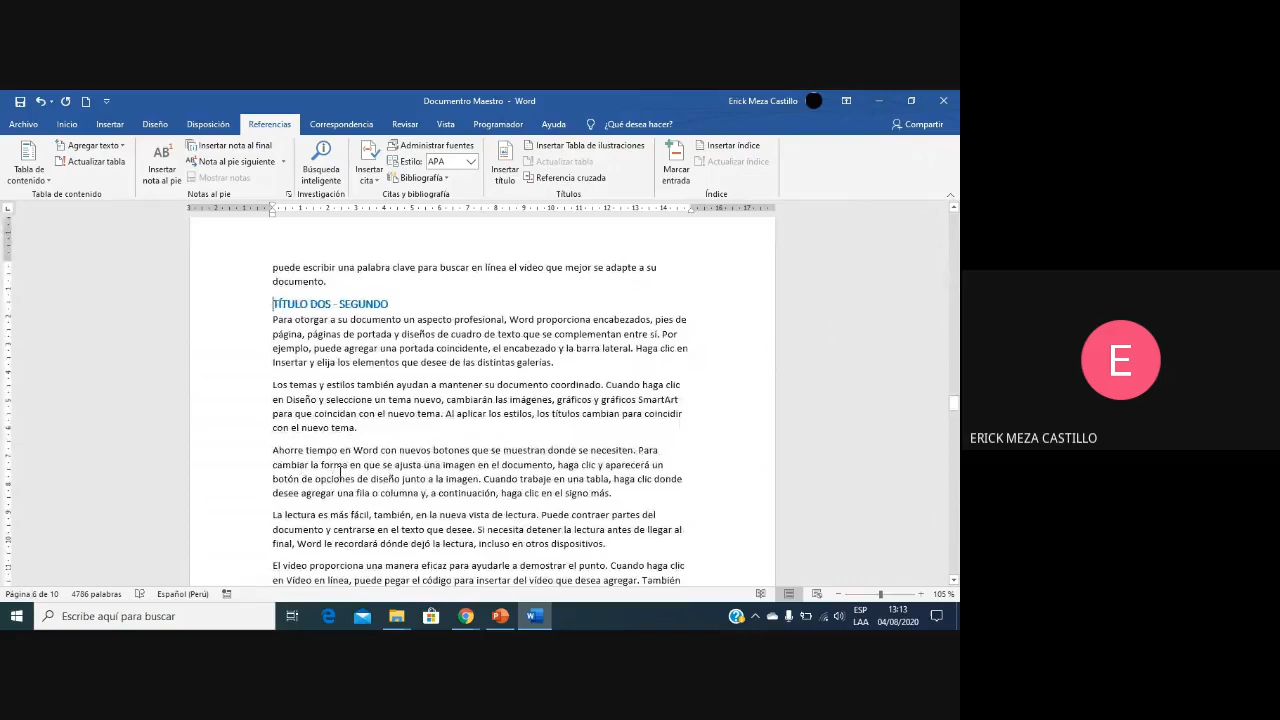 Documentro Maestro - Word
Erick Meza Castillo
Archivo Inicio Insertar Diseño Disposición Referencias Correspondencia Revisar Vista Programador Ayuda ¿Qué desea hacer? Compartir
Tabla de contenido
Agregar texto
Actualizar tabla
Tabla de contenido
AB¹
Insertar nota al pie
Insertar nota al final
Nota al pie siguiente
Mostrar notas
Notas al pie
Búsqueda inteligente
Investigación
Insertar cita
Administrar fuentes
Estilo: APA
Bibliografía
Citas y bibliografía
Insertar título
Insertar Tabla de ilustraciones
Actualizar tabla
Referencia cruzada
Títulos
Marcar entrada
Insertar índice
Actualizar índice
Índice
puede escribir una palabra clave para buscar en línea el video que mejor se adapte a su
documento.
TÍTULO DOS - SEGUNDO
Para otorgar a su documento un aspecto profesional, Word proporciona encabezados, pies de
página, páginas de portada y diseños de cuadro de texto que se complementan entre sí. Por
ejemplo, puede agregar una portada coincidente, el encabezado y la barra lateral. Haga clic en
Insertar y elija los elementos que desee de las distintas galerías.
Los temas y estilos también ayudan a mantener su documento coordinado. Cuando haga clic
en Diseño y seleccione un tema nuevo, cambiarán las imágenes, gráficos y gráficos SmartArt
para que coincidan con el nuevo tema. Al aplicar los estilos, los títulos cambian para coincidir
con el nuevo tema.
Ahorre tiempo en Word con nuevos botones que se muestran donde se necesiten. Para
cambiar la forma en que se ajusta una imagen en el documento, haga clic y aparecerá un
botón de opciones de diseño junto a la imagen. Cuando trabaje en una tabla, haga clic donde
desee agregar una fila o columna y, a continuación, haga clic en el signo más.
La lectura es más fácil, también, en la nueva vista de lectura. Puede contraer partes del
documento y centrarse en el texto que desee. Si necesita detener la lectura antes de llegar al
final, Word le recordará dónde dejó la lectura, incluso en otros dispositivos.
El video proporciona una manera eficaz para ayudarle a demostrar el punto. Cuando haga clic
en Vídeo en línea, puede pegar el código para insertar del vídeo que desea agregar. También
Página 6 de 10 4786 palabras Español (Perú) 105 %
Escribe aquí para buscar
ESP
LAA
13:13
04/08/2020
E
ERICK MEZA CASTILLO